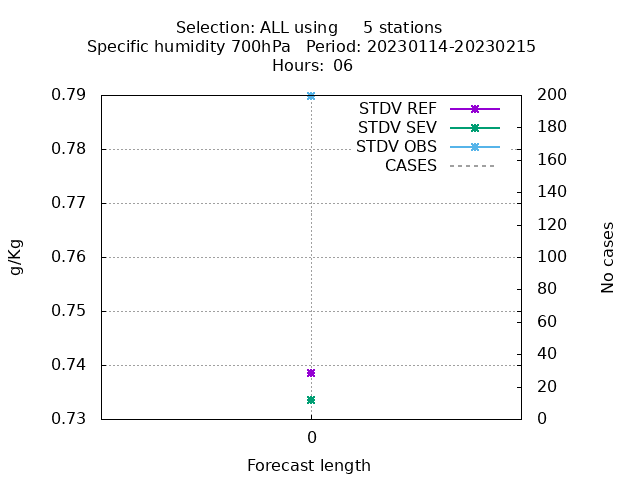 Selection: ALL using     5 stations
Specific humidity 700hPa   Period: 20230114-20230215
Hours:  06
0.79
0.78
0.77
0.76
0.75
0.74
0.73
g/Kg
STDV REF
STDV SEV
STDV OBS
CASES
200
180
160
140
120
100
80
60
40
20
0
No cases
0
Forecast length